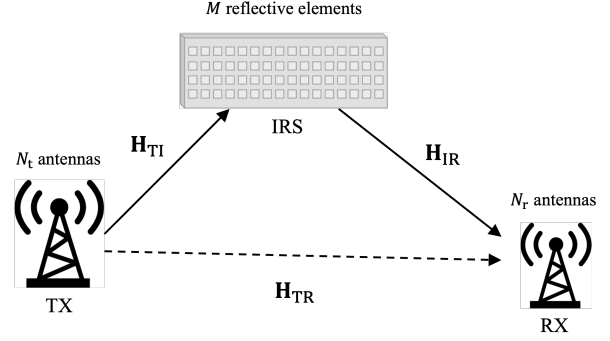 M reflective elements
IRS
H_TI
H_IR
N_t antennas
N_r antennas
H_TR
TX
RX